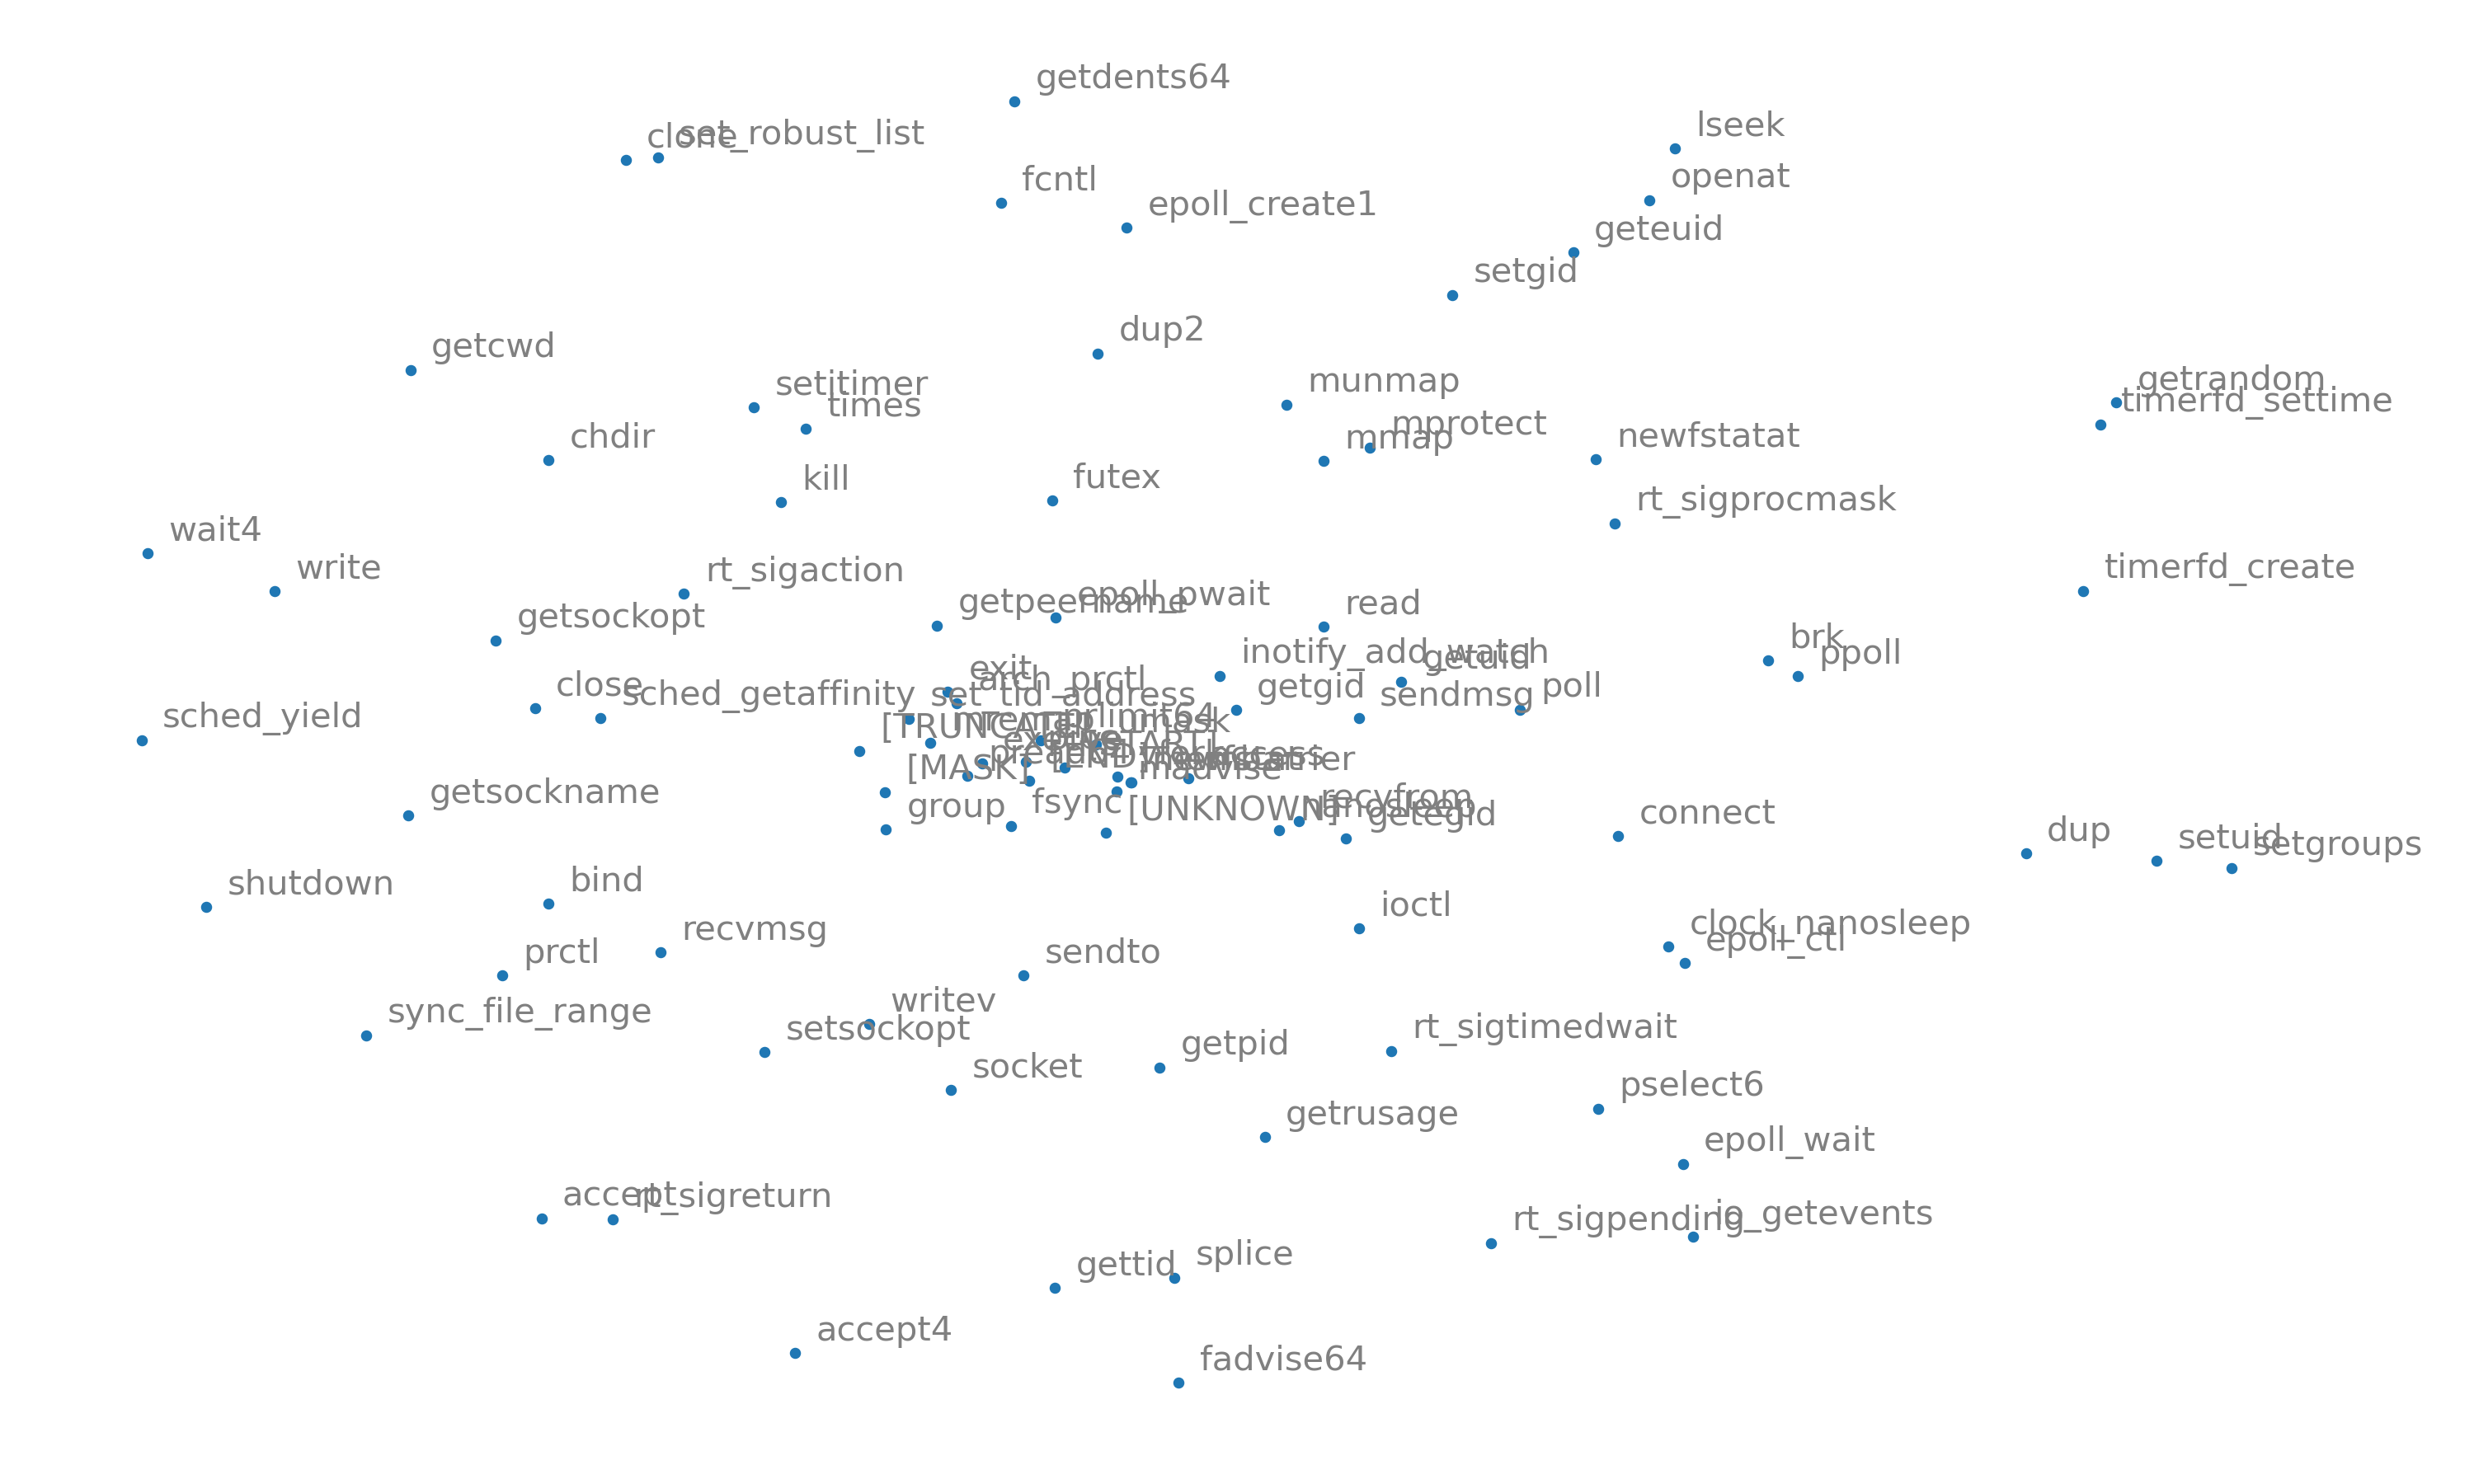 getdents64
lseek
clone
set_robust_list
openat
fcntl
epoll_create1
geteuid
setgid
dup2
getcwd
setitimer
munmap
getrandom
timerfd_settime
times
mprotect
chdir
mmap
newfstatat
kill
futex
rt_sigprocmask
wait4
write
rt_sigaction
timerfd_create
getpeername
epoll_pwait
read
getsockopt
brk
ppoll
inotify_add_watch
getuid
exit
arch_prctl
close
sched_getaffinity
set_tid_address
getgid
sendmsg
poll
sched_yield
mremap
prlimit64
umask
execve
pread64
[MASK]
madvise
getsockname
group
fsync
[UNKNOWN]
recvfrom
nanosleep
getegid
connect
dup
setuid
setgroups
shutdown
bind
ioctl
recvmsg
clock_nanosleep
epoll_ctl
prctl
sendto
sync_file_range
writev
setsockopt
getpid
rt_sigtimedwait
socket
pselect6
getrusage
epoll_wait
accept
rt_sigreturn
rt_sigpending
io_getevents
gettid
splice
accept4
fadvise64